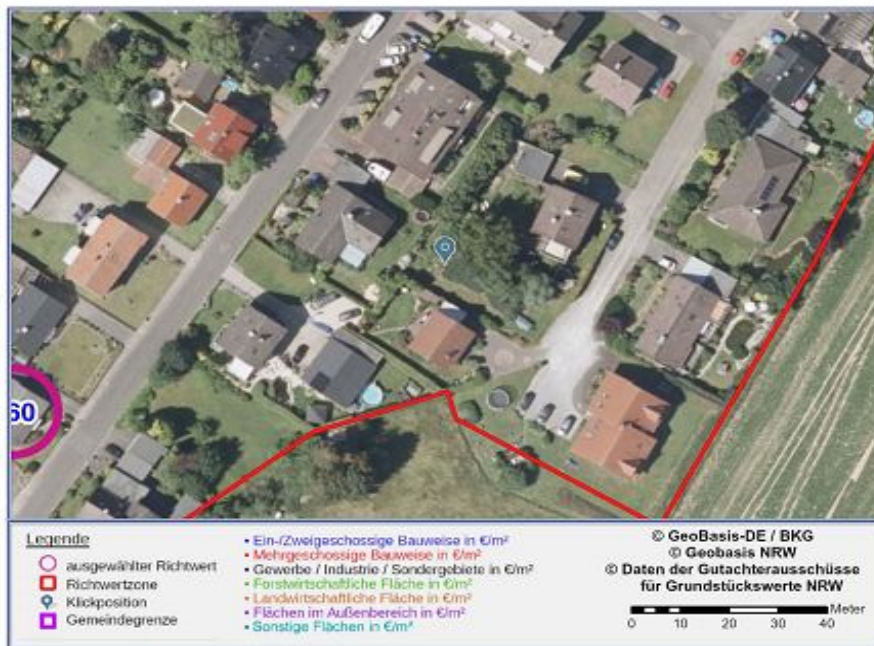 60
Legende
ausgewählter Richtwert
Richtwertzone
Klickposition
Gemeindegrenze
▪ Ein-/Zweigeschossige Bauweise in €/m²
▪ Mehrgeschossige Bauweise in €/m²
▪ Gewerbe / Industrie / Sondergebiete in €/m²
▪ Forstwirtschaftliche Fläche in €/m²
▪ Landwirtschaftliche Fläche in €/m²
▪ Flächen im Außenbereich in €/m²
▪ Sonstige Flächen in €/m²
© GeoBasis-DE / BKG
© Geobasis NRW
© Daten der Gutachterausschüsse
für Grundstückswerte NRW
Meter
0 10 20 40